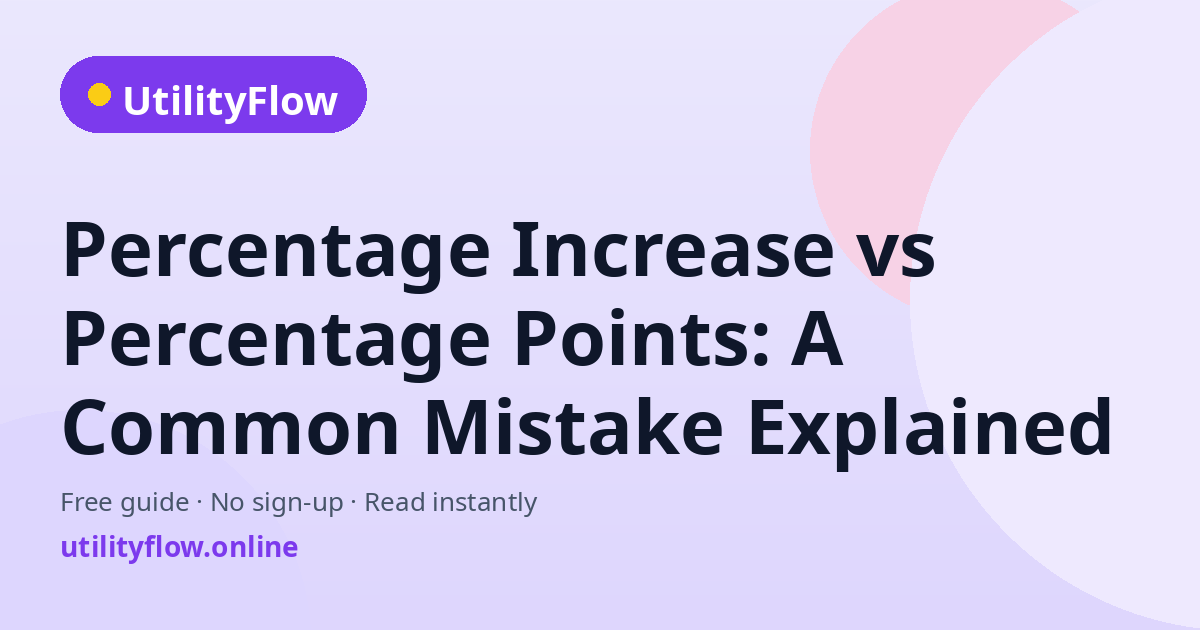 UtilityFlow
Percentage Increase vs
Percentage Points: A
Common Mistake Explained
Free guide · No sign-up · Read instantly
utilityflow.online